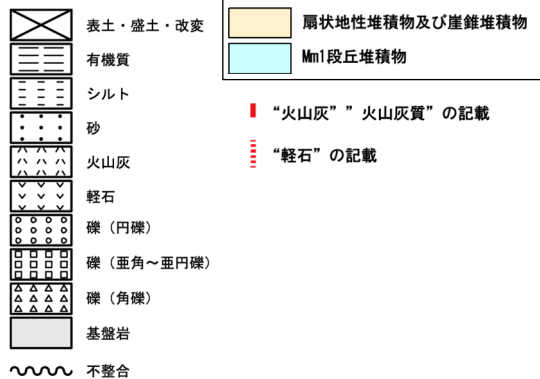 表土・盛土・改変
有機質
シルト
砂
火山灰
軽石
礫（円礫）
礫（亜角～亜円礫）
礫（角礫）
基盤岩
不整合
扇状地性堆積物及び崖錐堆積物
Mm1段丘堆積物
“火山灰””火山灰質”の記載
“軽石”の記載